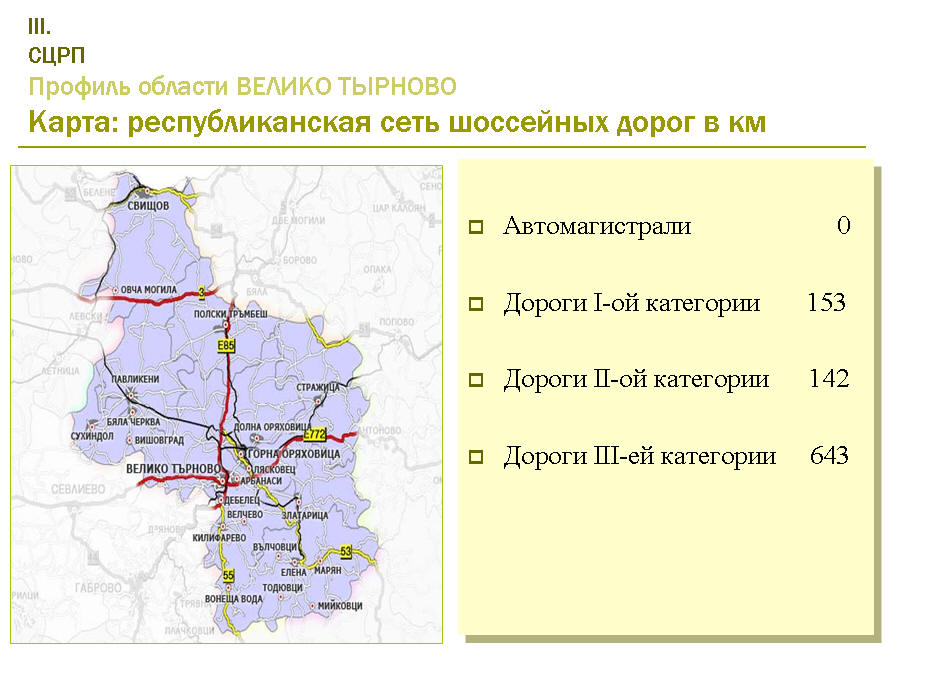 III.
СЦРП
Профиль области ВЕЛИКО ТЫРНОВО
Карта: республиканская сеть шоссейных дорог в км
Автомагистрали 0
Дороги I-ой категории 153
Дороги II-ой категории 142
Дороги III-ей категории 643
БЕЛЕНЕ
СВИЩОВ
ЦАР КАЛОЯН
ДВЕ МОГИЛИ
БОРОВО
ОПАКА
ОВЧА МОГИЛА
3
БЯЛА
ЛЕВСКИ
ПОЛСКИ ТРЪМБЕШ
ПОПОВО
E85
ЛЕТНИЦА
ПАВЛИКЕНИ
СТРАЖИЦА
БЯЛА ЧЕРКВА
ДОЛНА ОРЯХОВИЦА
E772
АНТОНОВО
СУХИНДОЛ
ВИШОВГРАД
ГОРНА ОРЯХОВИЦА
ВЕЛИКО ТЪРНОВО
ЛЯСКОВЕЦ
АРБАНАСИ
СЕВЛИЕВО
ДЕБЕЛЕЦ
ВЕЛЧЕВО
ЗЛАТАРИЦА
ДРЯНОВО
КИЛИФАРЕВО
ВЪЛЧОВЦИ
53
ЕЛЕНА
МАРЯН
55
ГАБРОВО
ТОДЮВЦИ
ТРЯВНА
ВОНЕЩА ВОДА
МИЙКОВЦИ
ПЛАЧКОВЦИ